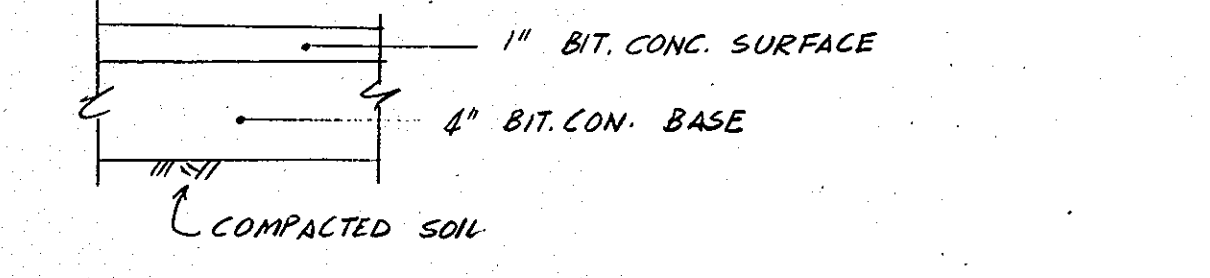 1" BIT. CONC. SURFACE
4" BIT. CON. BASE
COMPACTED SOIL